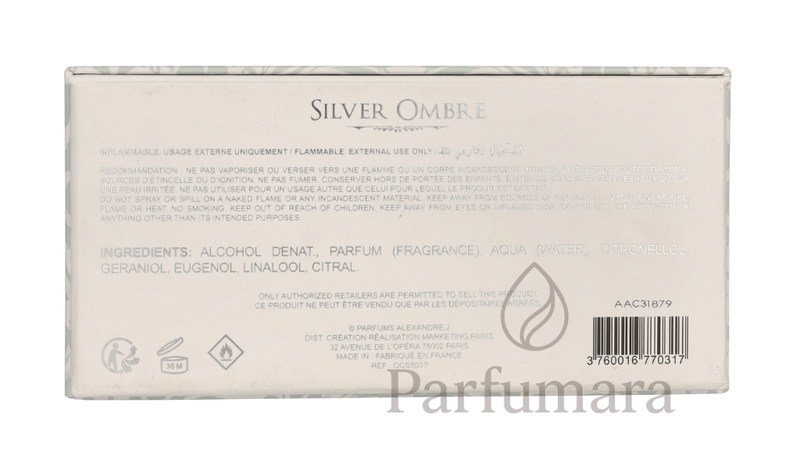 SILVER OMBRE
INFLAMMABLE. USAGE EXTERNE UNIQUEMENT / FLAMMABLE. EXTERNAL USE ONLY /
RECOMMANDATION : NE PAS VAPORISER OU VERSER VERS UNE FLAMME OU UN CORPS INCANDESCENT.
SOURCES D'ETINCELLE OU D'IGNITION. NE PAS FUMER. CONSERVER HORS DE PORTÉE DES ENFANTS.
UNE PEAU IRRITÉE. NE PAS UTILISER POUR UN USAGE AUTRE QUE CELUI POUR LEQUEL LE PRODUIT EST DESTINÉ.
DO NOT SPRAY OR SPILL ON A NAKED FLAME OR ANY INCANDESCENT MATERIAL. KEEP AWAY FROM SOURCES OF
FLAME OR HEAT. NO SMOKING. KEEP OUT OF REACH OF CHILDREN. KEEP AWAY FROM EYES OR INFLAMED SKIN.
ANYTHING OTHER THAN ITS INTENDED PURPOSES.
INGREDIENTS: ALCOHOL DENAT., PARFUM (FRAGRANCE), AQUA (WATER), CITRONELLOL,
GERANIOL, EUGENOL, LINALOOL, CITRAL.
ONLY AUTHORIZED RETAILERS ARE PERMITTED TO SELL THIS PRODUCT.
CE PRODUIT NE PEUT ÊTRE VENDU QUE PAR LES DÉPOSITAIRES AGRÉÉS.
© PARFUMS ALEXANDRE.J
DIST. CRÉATION RÉALISATION MARKETING PARIS
32 AVENUE DE L'OPÉRA 75002 PARIS
MADE IN : FABRIQUÉ EN FRANCE
REF : OCS5031
36 M
AAC31879
3 760016 770317
Parfumara